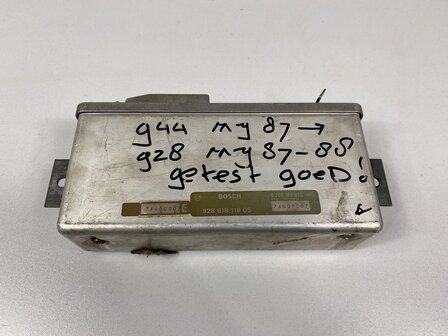 944 my 87 →
928 my 87-88
getest goed!
BOSCH
928 618 118 05